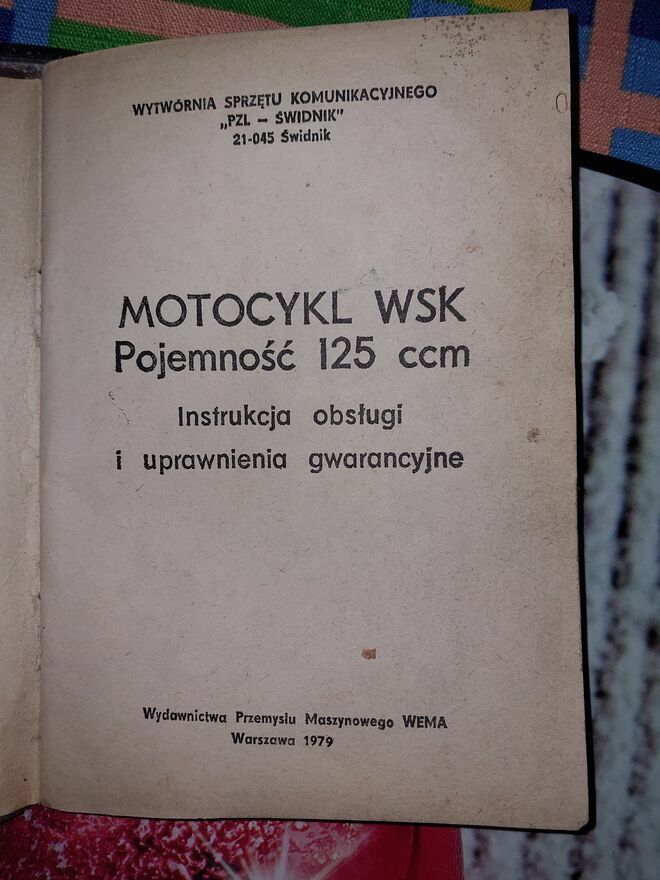 WYTWÓRNIA SPRZĘTU KOMUNIKACYJNEGO
„PZL — ŚWIDNIK”
21-045 Świdnik
MOTOCYKL WSK
Pojemność 125 ccm
Instrukcja obsługi
i uprawnienia gwarancyjne
Wydawnictwa Przemysłu Maszynowego WEMA
Warszawa 1979